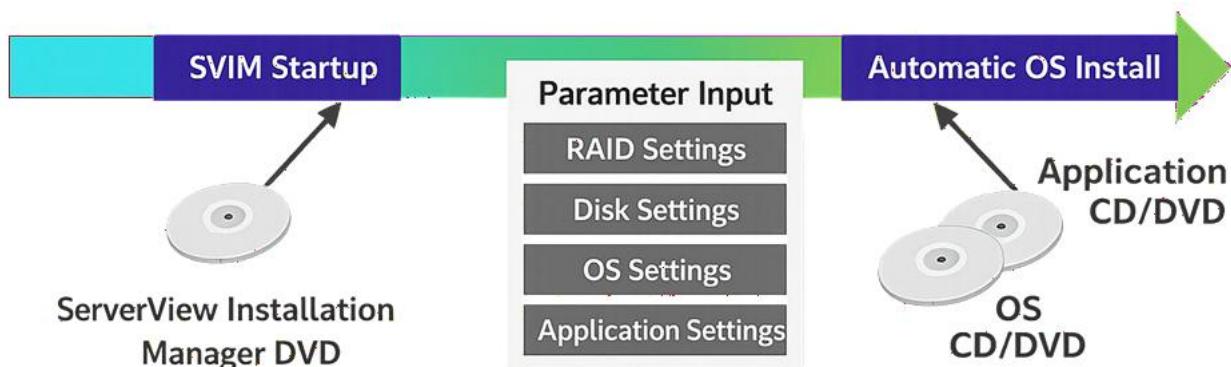 SVIM Startup
Automatic OS Install
Parameter Input
RAID Settings
Disk Settings
OS Settings
Application Settings
ServerView Installation
Manager DVD
Application
CD/DVD
OS
CD/DVD